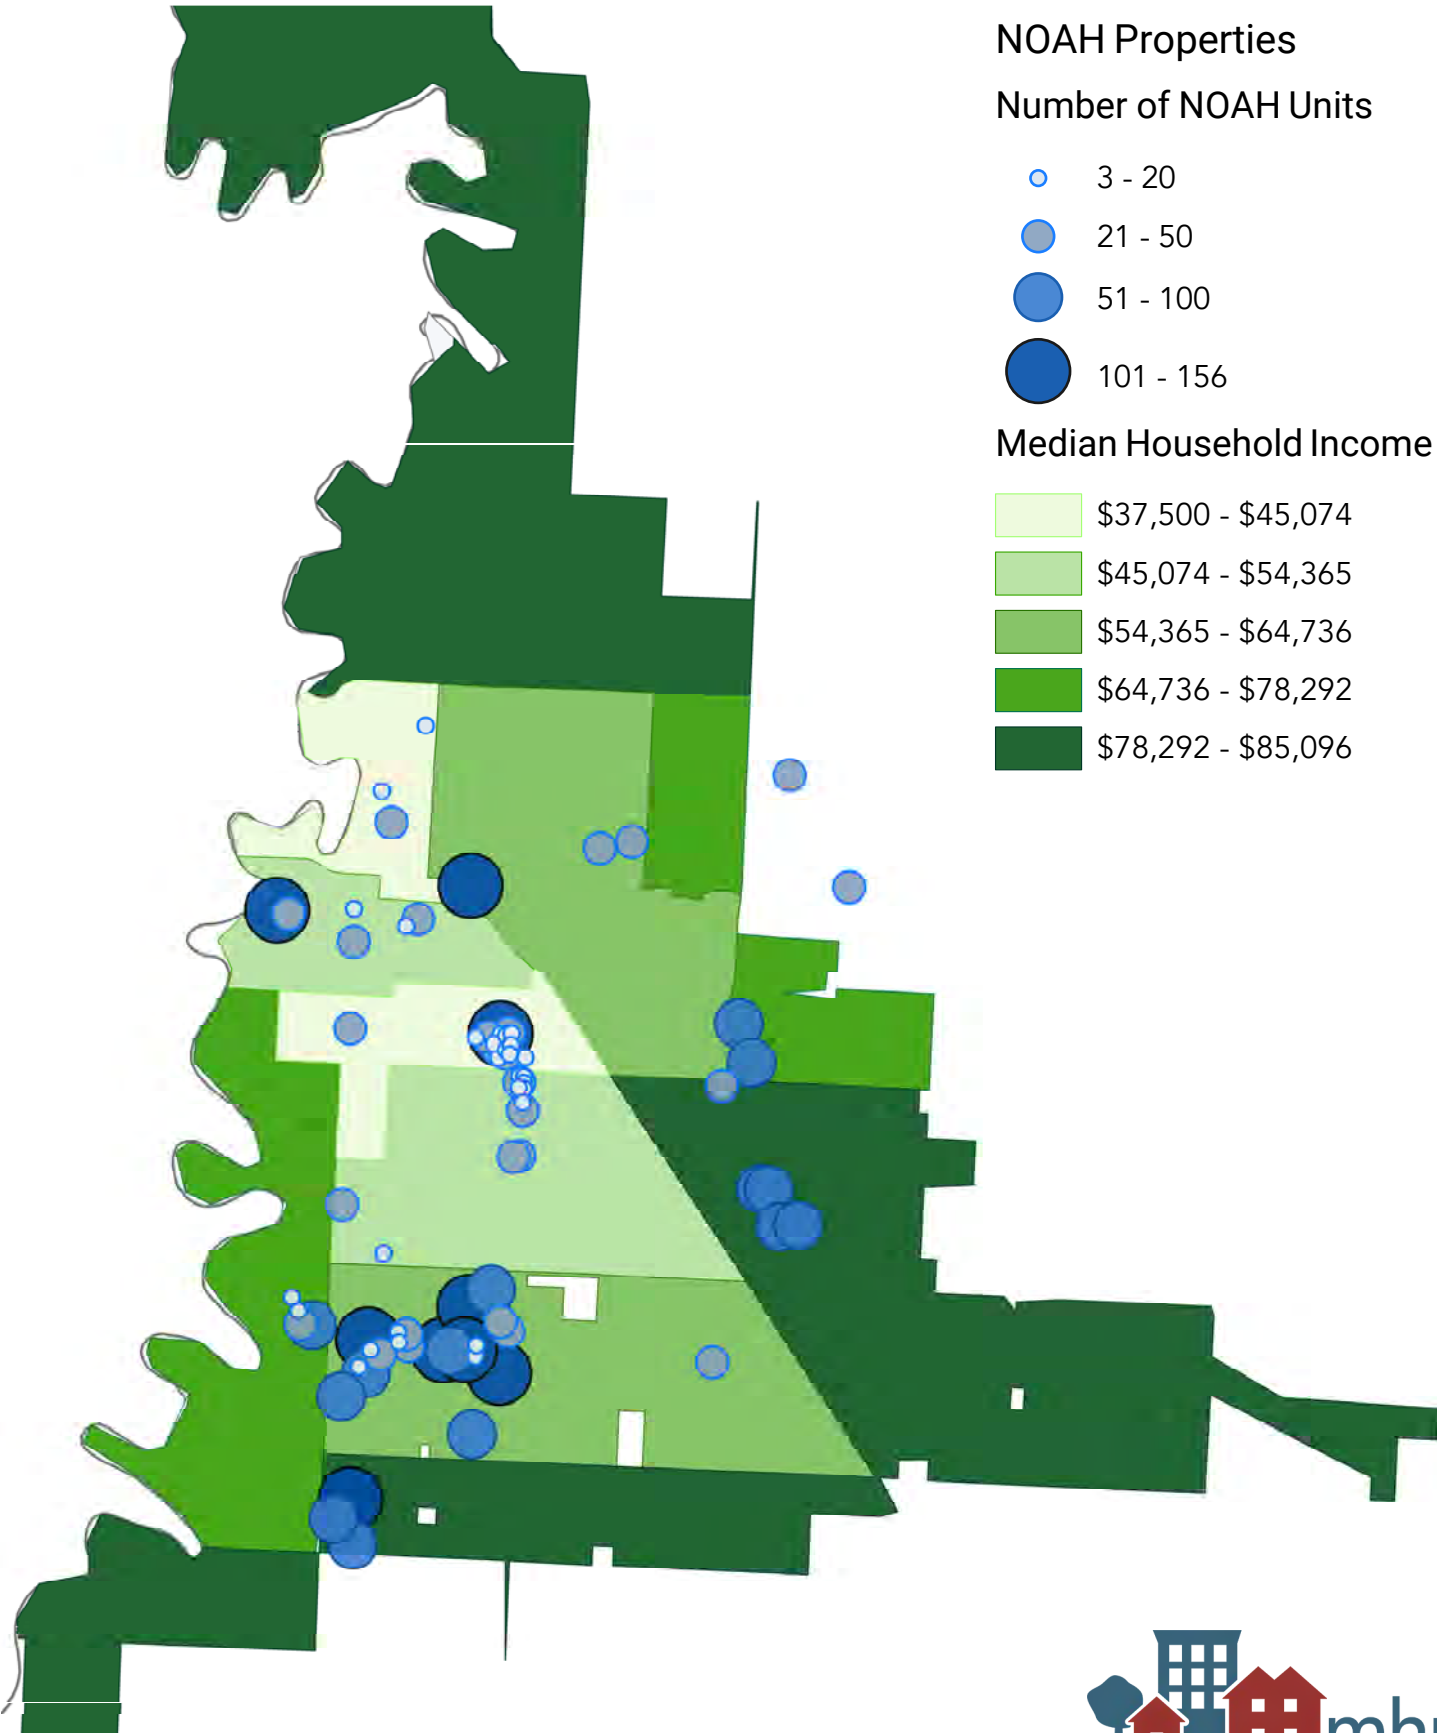 NOAH Properties
Number of NOAH Units
3 - 20
21 - 50
51 - 100
101 - 156
Median Household Income
$37,500 - $45,074
$45,074 - $54,365
$54,365 - $64,736
$64,736 - $78,292
$78,292 - $85,096